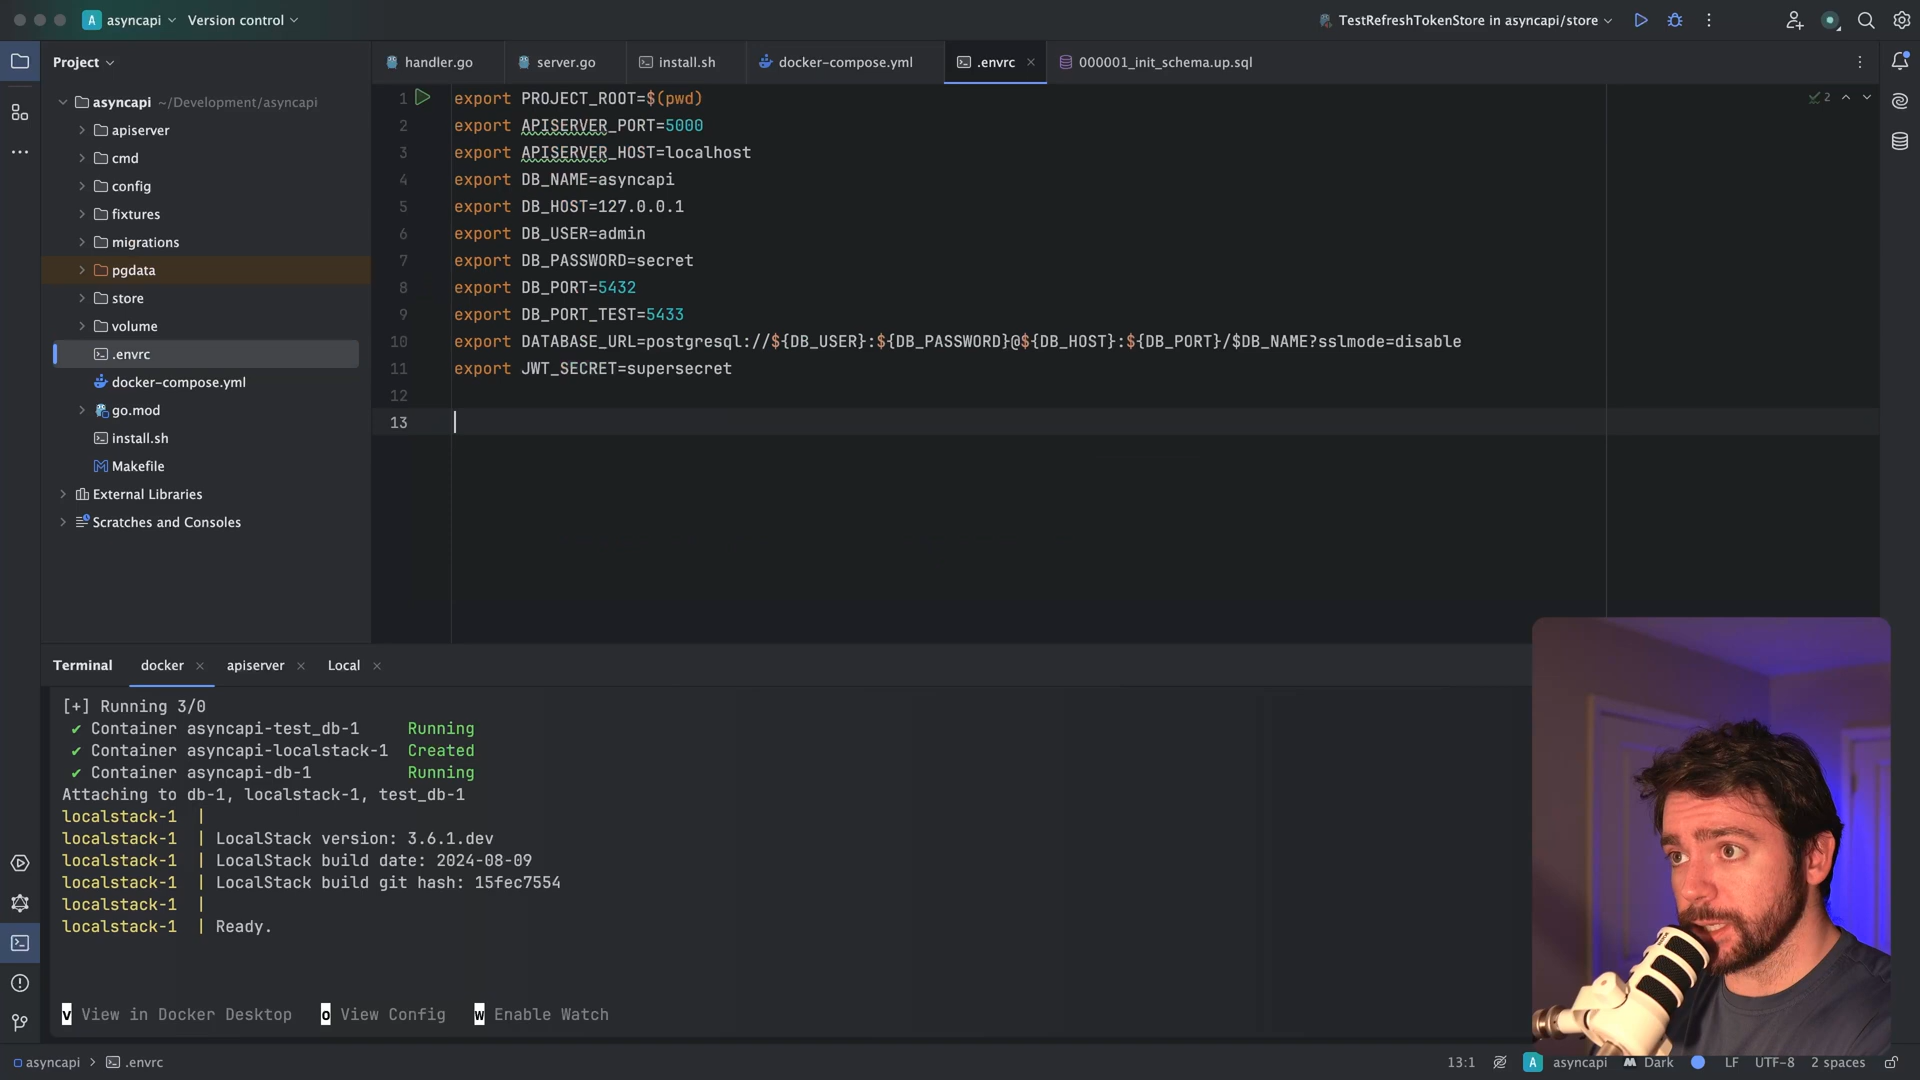 A asyncapi Version control TestRefreshTokenStore in asyncapi/store
Project
handler.go server.go install.sh docker-compose.yml .envrc 000001_init_schema.up.sql
asyncapi ~/Development/asyncapi
apiserver
cmd
config
fixtures
migrations
pgdata
store
volume
.envrc
docker-compose.yml
go.mod
install.sh
Makefile
External Libraries
Scratches and Consoles
2
1 export PROJECT_ROOT=$(pwd)
2 export APISERVER_PORT=5000
3 export APISERVER_HOST=localhost
4 export DB_NAME=asyncapi
5 export DB_HOST=127.0.0.1
6 export DB_USER=admin
7 export DB_PASSWORD=secret
8 export DB_PORT=5432
9 export DB_PORT_TEST=5433
10 export DATABASE_URL=postgresql://${DB_USER}:${DB_PASSWORD}@${DB_HOST}:${DB_PORT}/$DB_NAME?sslmode=disable
11 export JWT_SECRET=supersecret
12
13
Terminal docker apiserver Local
[+] Running 3/0
✔ Container asyncapi-test_db-1 Running
✔ Container asyncapi-localstack-1 Created
✔ Container asyncapi-db-1 Running
Attaching to db-1, localstack-1, test_db-1
localstack-1 |
localstack-1 | LocalStack version: 3.6.1.dev
localstack-1 | LocalStack build date: 2024-08-09
localstack-1 | LocalStack build git hash: 15fec7554
localstack-1 |
localstack-1 | Ready.
v View in Docker Desktop o View Config w Enable Watch
asyncapi > .envrc 13:1 A asyncapi Dark LF UTF-8 2 spaces